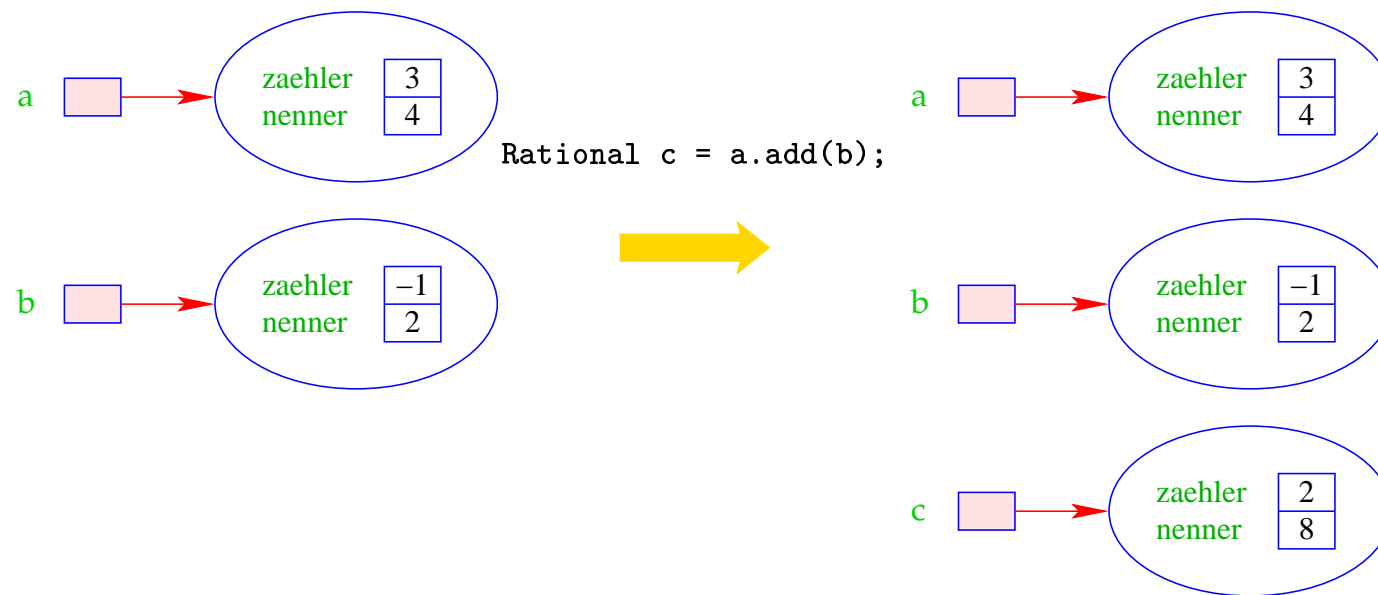 a
zaehler 3
nenner 4
b
zaehler –1
nenner 2
Rational c = a.add(b);
a
zaehler 3
nenner 4
b
zaehler –1
nenner 2
c
zaehler 2
nenner 8